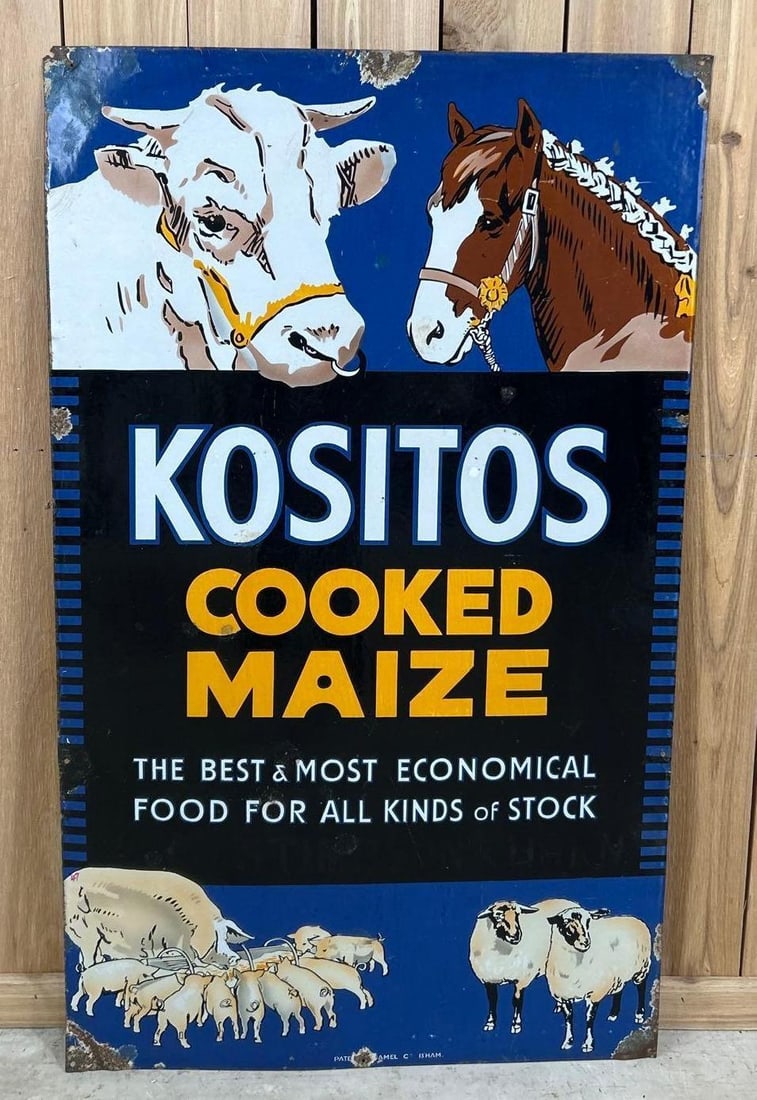 KOSITOS
COOKED
MAIZE
THE BEST & MOST ECONOMICAL
FOOD FOR ALL KINDS OF STOCK